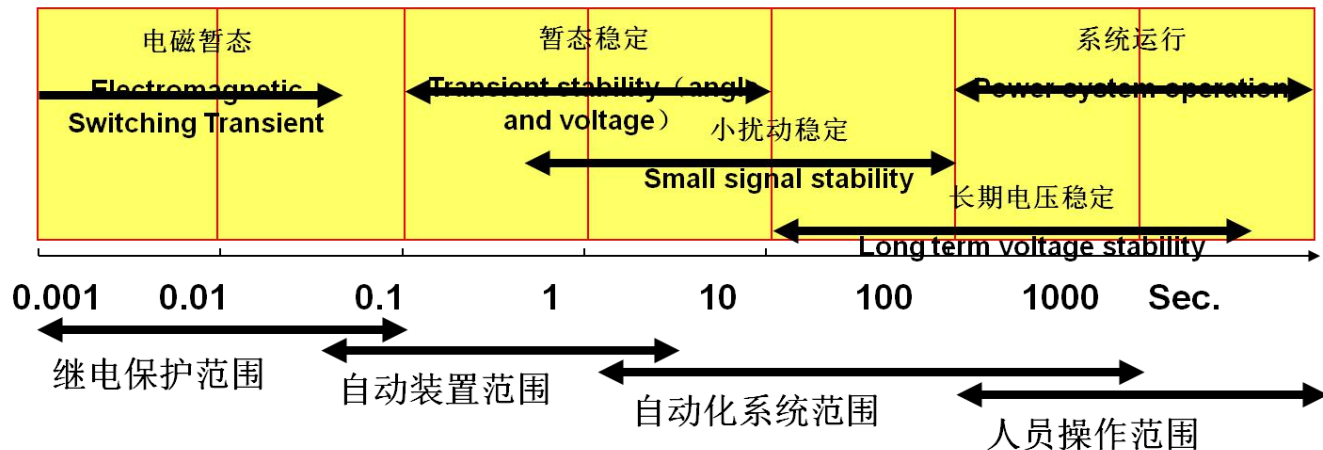 电磁暂态
Electromagnetic
Switching Transient
暂态稳定
Transient stability（angle
and voltage）
小扰动稳定
Small signal stability
系统运行
Power system operation
长期电压稳定
Long term voltage stability
0.001 0.01 0.1 1 10 100 1000 Sec.
继电保护范围
自动装置范围
自动化系统范围
人员操作范围